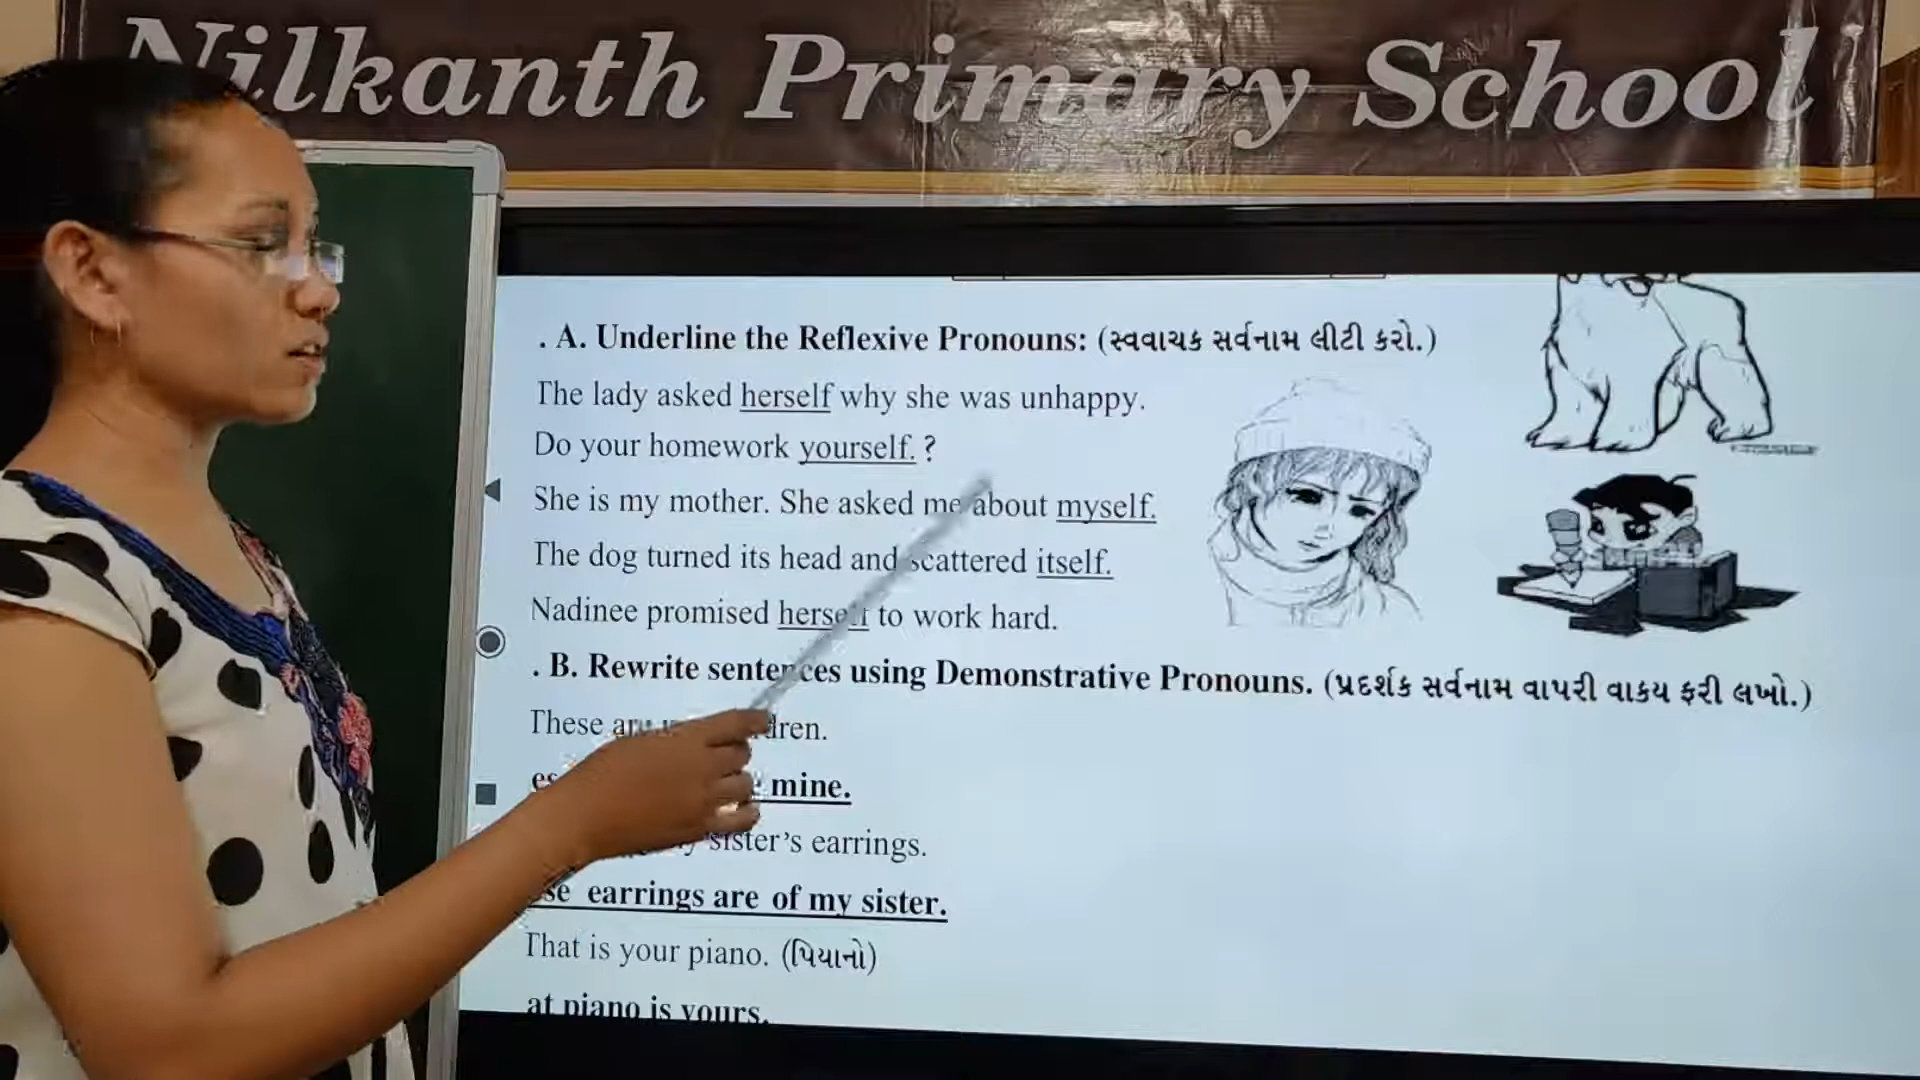 Nilkanth Primary School
. A. Underline the Reflexive Pronouns: (સ્વવાચક સર્વનામ લીટી કરો.)
The lady asked herself why she was unhappy.
Do your homework yourself. ?
She is my mother. She asked me about myself.
The dog turned its head and scattered itself.
Nadinee promised herself to work hard.
. B. Rewrite sentences using Demonstrative Pronouns. (પ્રદર્શક સર્વનામ વાપરી વાકય ફરી લખો.)
These are
mine.
sister's earrings.
earrings are of my sister.
That is your piano. (પિયાનો)
at piano is yours.